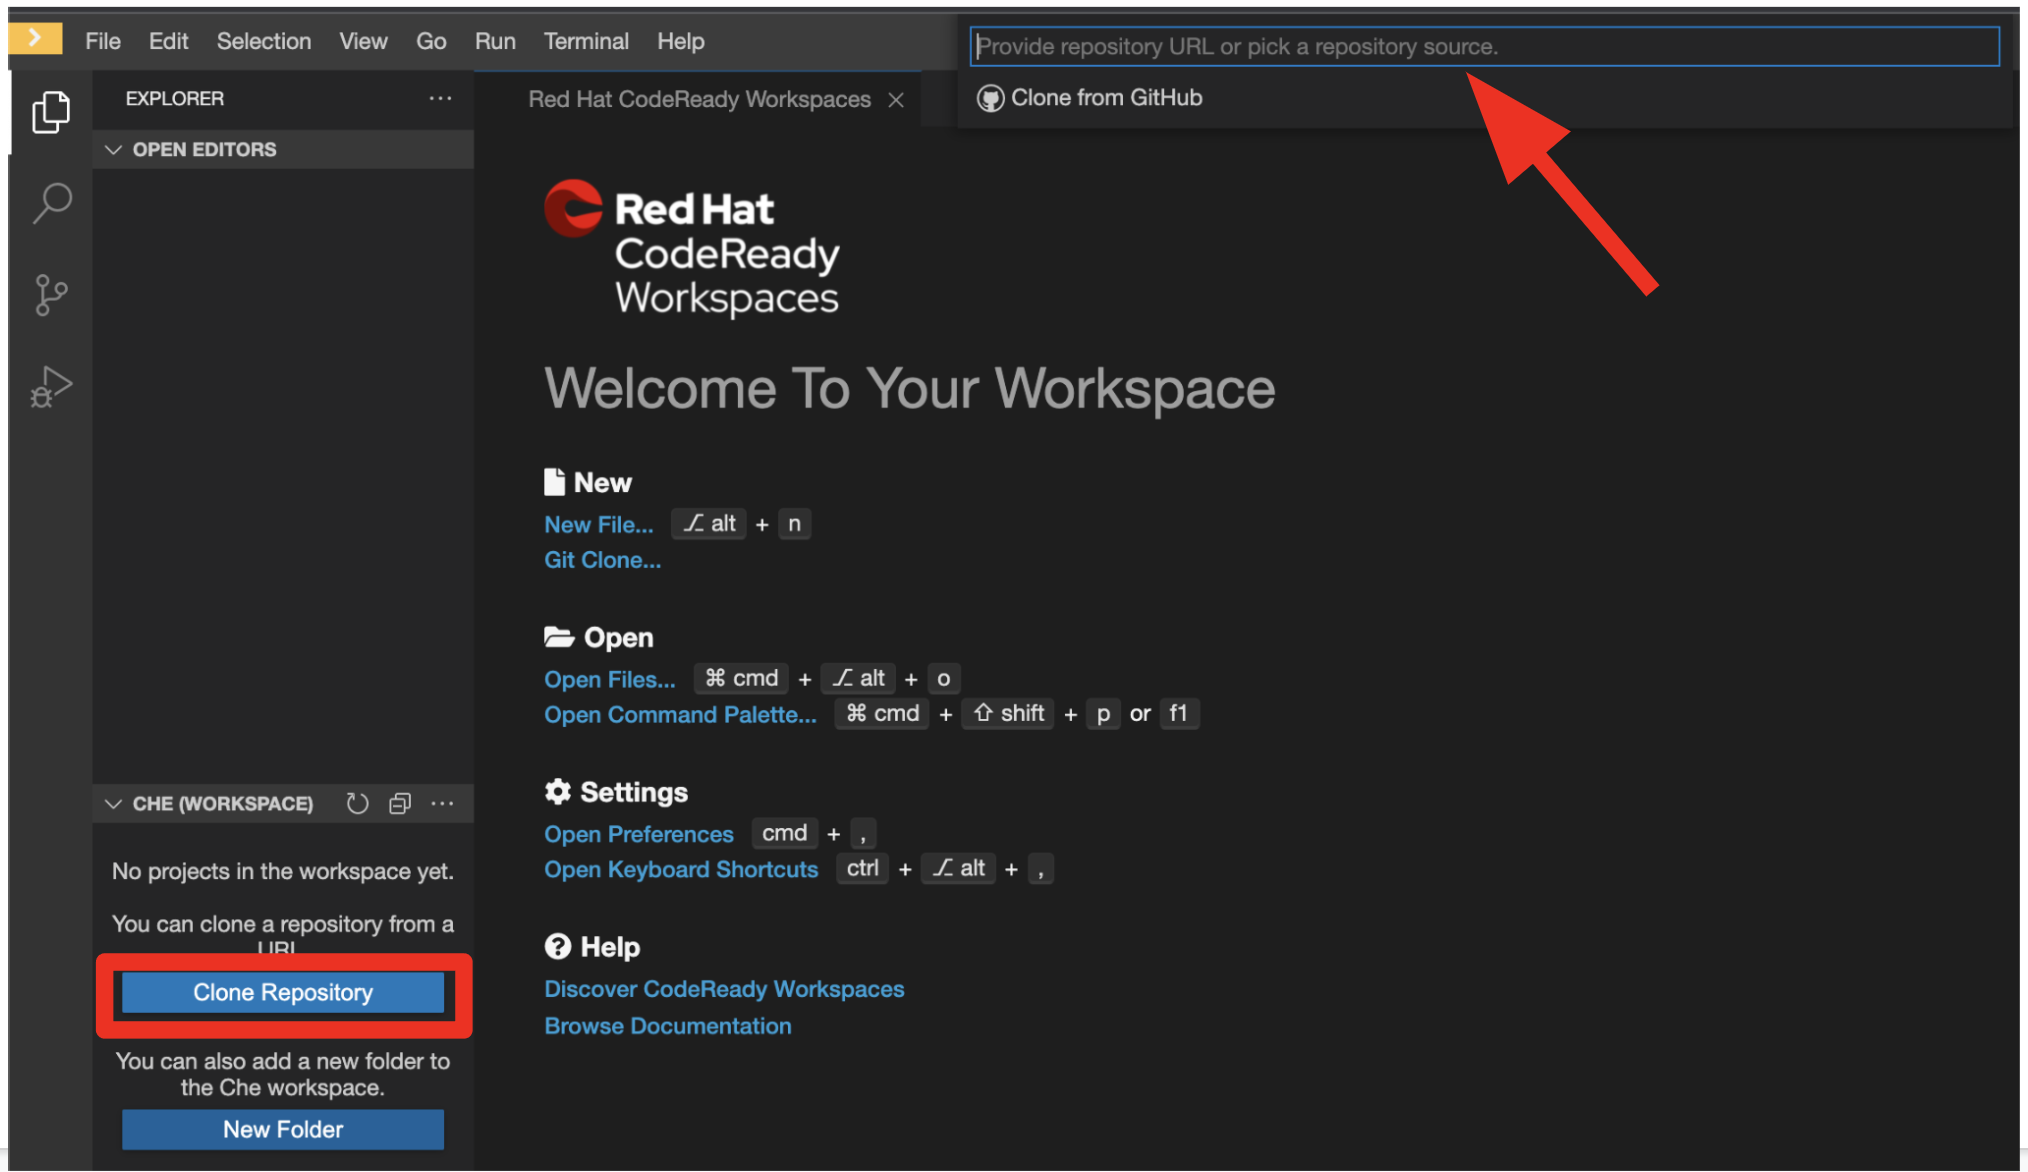 File Edit Selection View Go Run Terminal Help
Provide repository URL or pick a repository source.
Clone from GitHub
EXPLORER
OPEN EDITORS
CHE (WORKSPACE)
No projects in the workspace yet.
You can clone a repository from a
URL
Clone Repository
You can also add a new folder to
the Che workspace.
New Folder
Red Hat CodeReady Workspaces
Red Hat
CodeReady
Workspaces
Welcome To Your Workspace
New
New File... ⌥ alt + n
Git Clone...
Open
Open Files... ⌘ cmd + ⌥ alt + o
Open Command Palette... ⌘ cmd + ⇧ shift + p or f1
Settings
Open Preferences cmd + ,
Open Keyboard Shortcuts ctrl + ⌥ alt + ,
Help
Discover CodeReady Workspaces
Browse Documentation